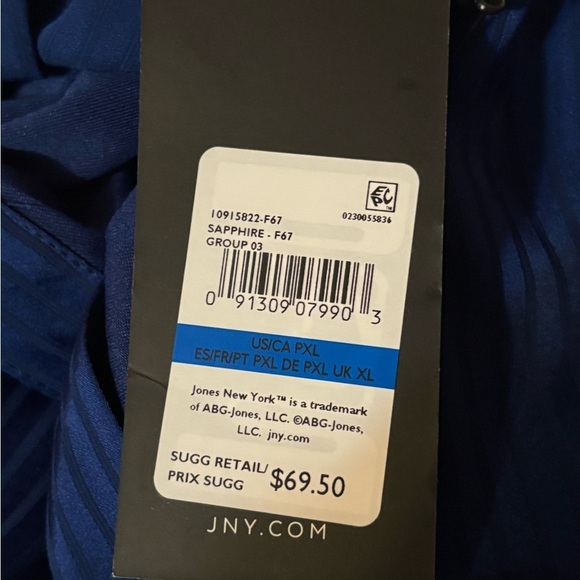 EPC™
10915822-F67
0230055836
SAPPHIRE - F67
GROUP 03
0 91309 07990 3
US/CA PXL
ES/FR/PT PXL DE PXL UK XL
Jones New York™ is a trademark
of ABG-Jones, LLC. ©ABG-Jones,
LLC. jny.com
SUGG RETAIL/
PRIX SUGG
$69.50
JNY.COM